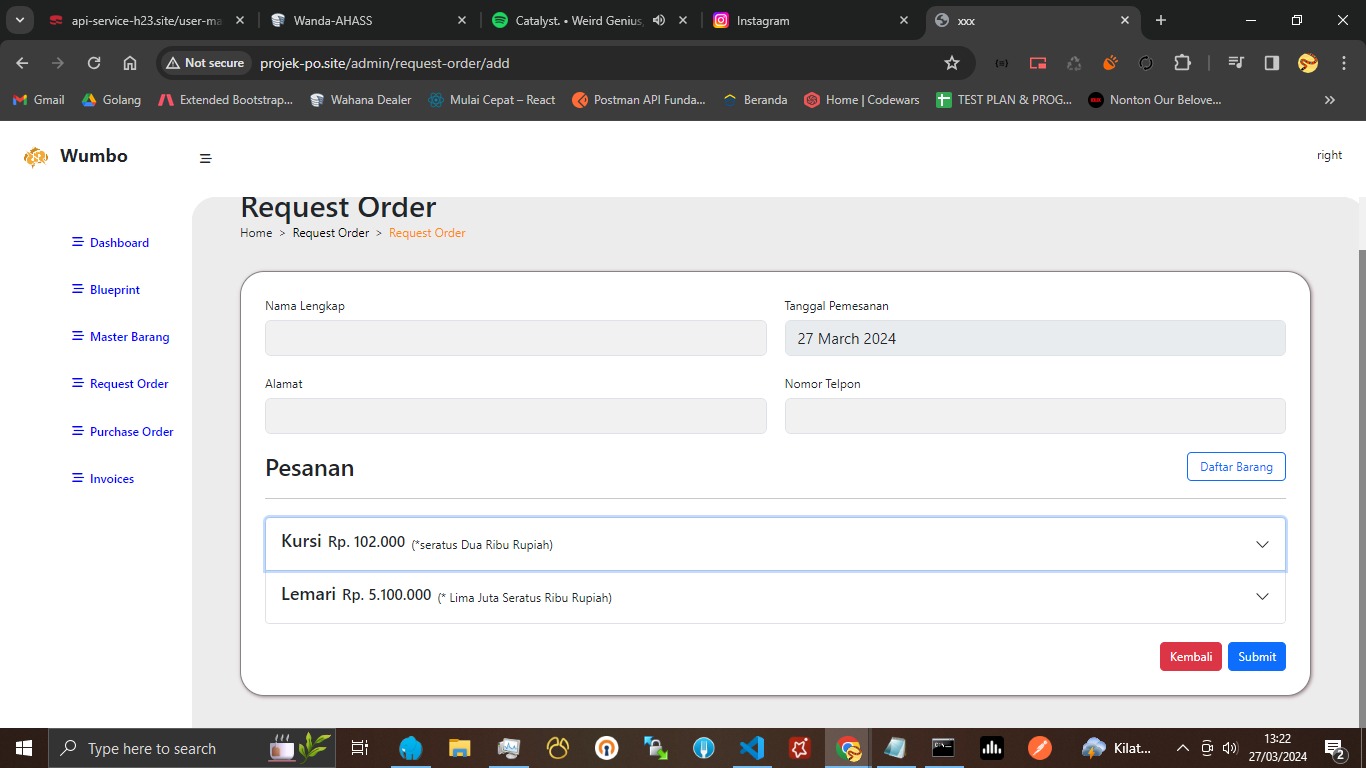 api-service-h23.site/user-ma
Wanda-AHASS
Catalyst. • Weird Genius,
Instagram
xxx
Not secure
projek-po.site/admin/request-order/add
Gmail
Golang
Extended Bootstrap...
Wahana Dealer
Mulai Cepat – React
Postman API Funda...
Beranda
Home | Codewars
TEST PLAN & PROG...
Nonton Our Belove...
Wumbo
right
Dashboard
Blueprint
Master Barang
Request Order
Purchase Order
Invoices
Request Order
Home > Request Order > Request Order
Nama Lengkap
Tanggal Pemesanan
27 March 2024
Alamat
Nomor Telpon
Pesanan
Daftar Barang
Kursi Rp. 102.000 (*seratus Dua Ribu Rupiah)
Lemari Rp. 5.100.000 (* Lima Juta Seratus Ribu Rupiah)
Kembali
Submit
Type here to search
Kilat...
13:22
27/03/2024
2